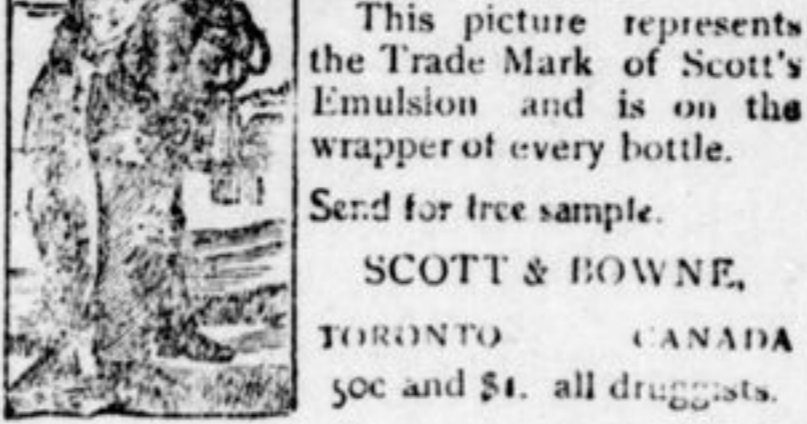 This picture represents
the Trade Mark of Scott's
Emulsion and is on the
wrapper of every bottle.
Send for free sample.
SCOTT & BOWNE,
TORONTO CANADA
50c and $1. all druggists.